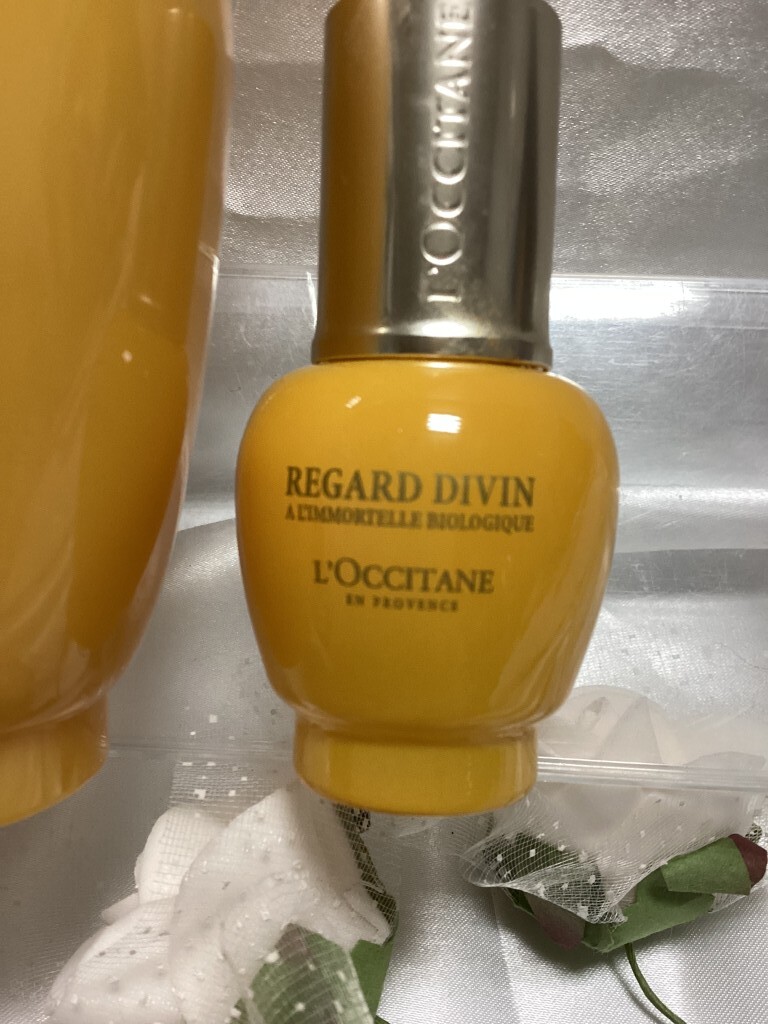 L'OCCITANE
REGARD DIVIN
A L'IMMORTELLE BIOLOGIQUE
L'OCCITANE
EN PROVENCE